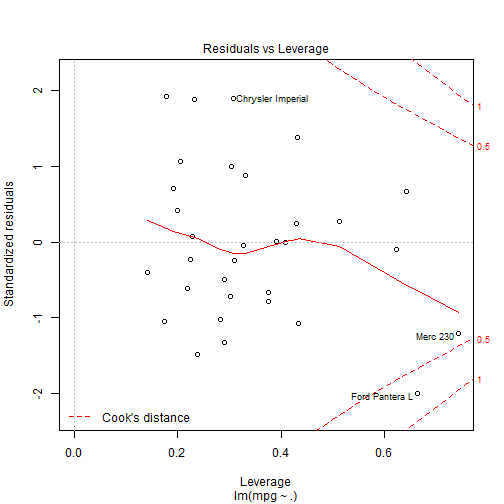 Residuals vs Leverage
Standardized residuals
2
1
0
-1
-2
Chrysler Imperial
Merc 230
Ford Pantera L
1
0.5
0.5
1
Cook's distance
0.0
0.2
0.4
0.6
Leverage
lm(mpg ~ .)